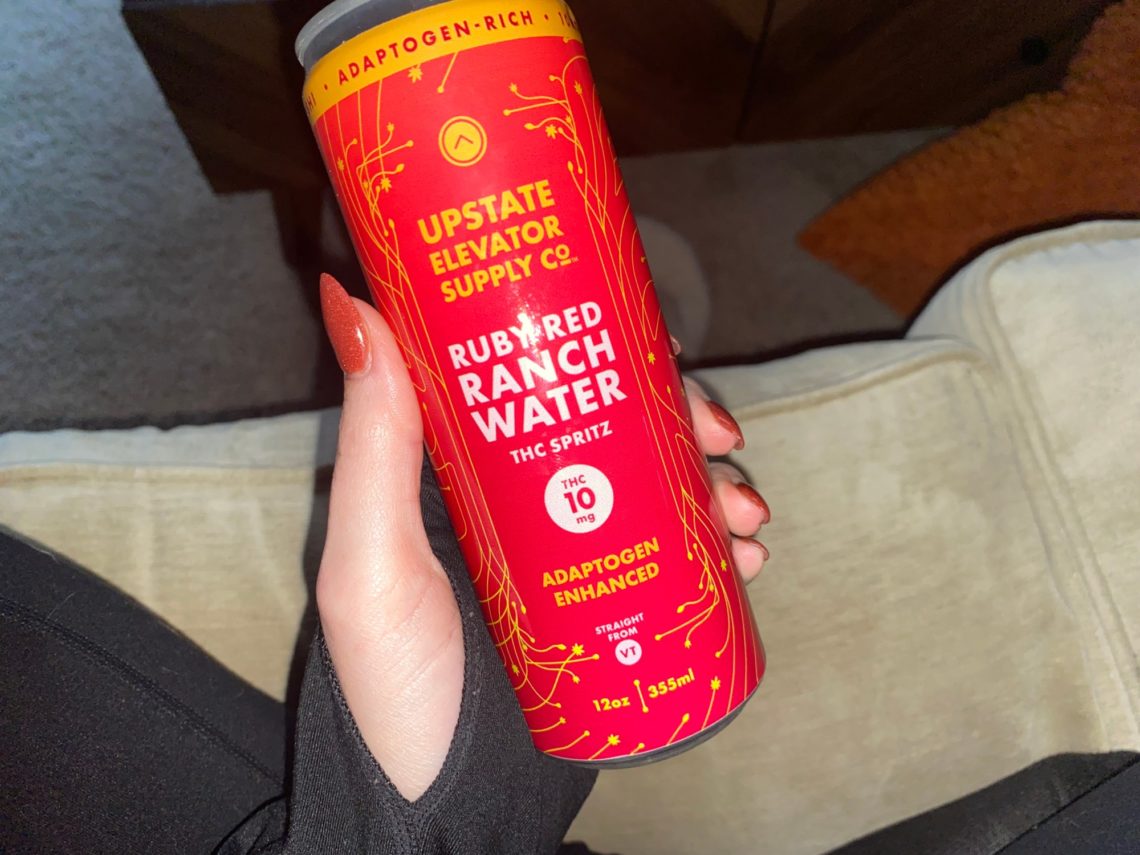 • ADAPTOGEN-RICH •
UPSTATE
ELEVATOR
SUPPLY CO™
RUBY RED
RANCH
WATER
THC SPRITZ
THC
10
mg
ADAPTOGEN
ENHANCED
STRAIGHT
FROM
VT
12oz | 355ml